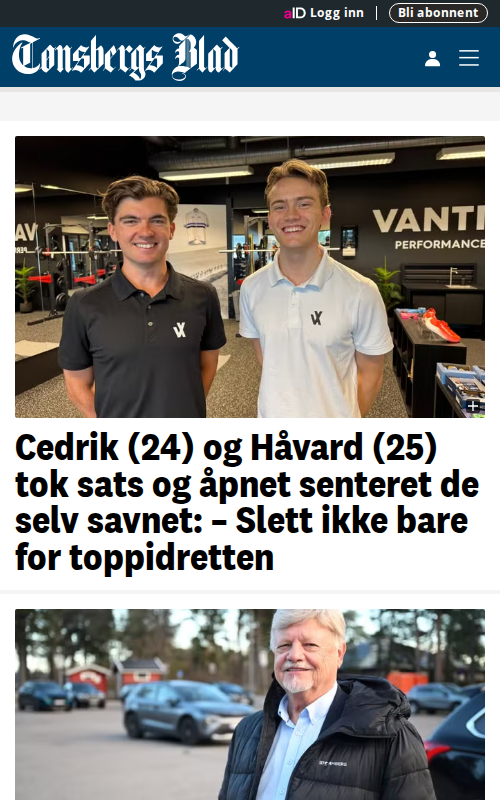 aID Logg inn
Bli abonnent
Tønsbergs Blad
VANT
PERFORMANCE
Cedrik (24) og Håvard (25)
tok sats og åpnet senteret de
selv savnet: – Slett ikke bare
for toppidretten